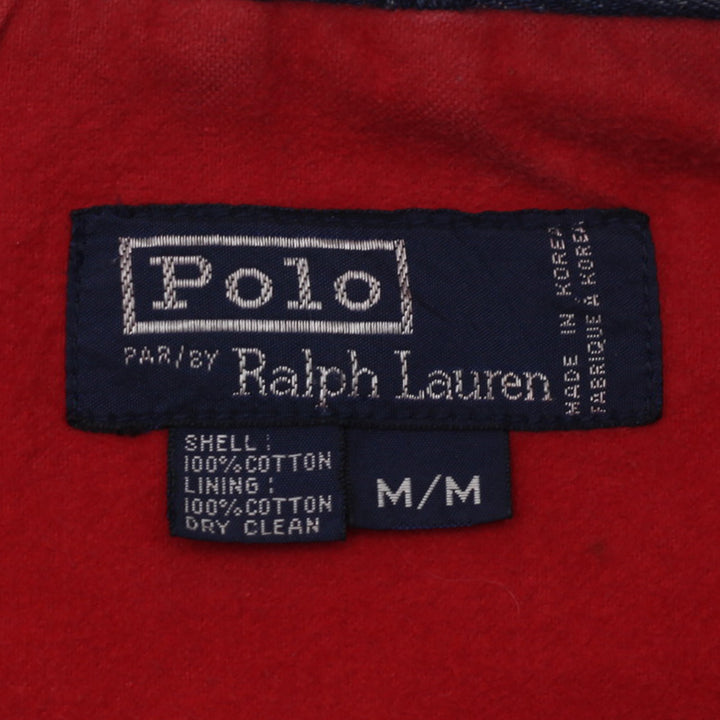 Polo
PAR/BY
Ralph Lauren
MADE IN KOREA
FABRIQUE À KOREA
SHELL:
100% COTTON
LINING:
100% COTTON
DRY CLEAN
M/M